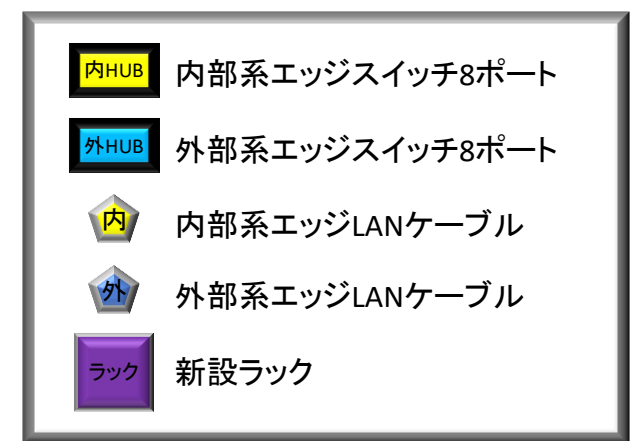 内HUB 内部系エッジスイッチ8ポート
外HUB 外部系エッジスイッチ8ポート
内 内部系エッジLANケーブル
外 外部系エッジLANケーブル
ラック 新設ラック